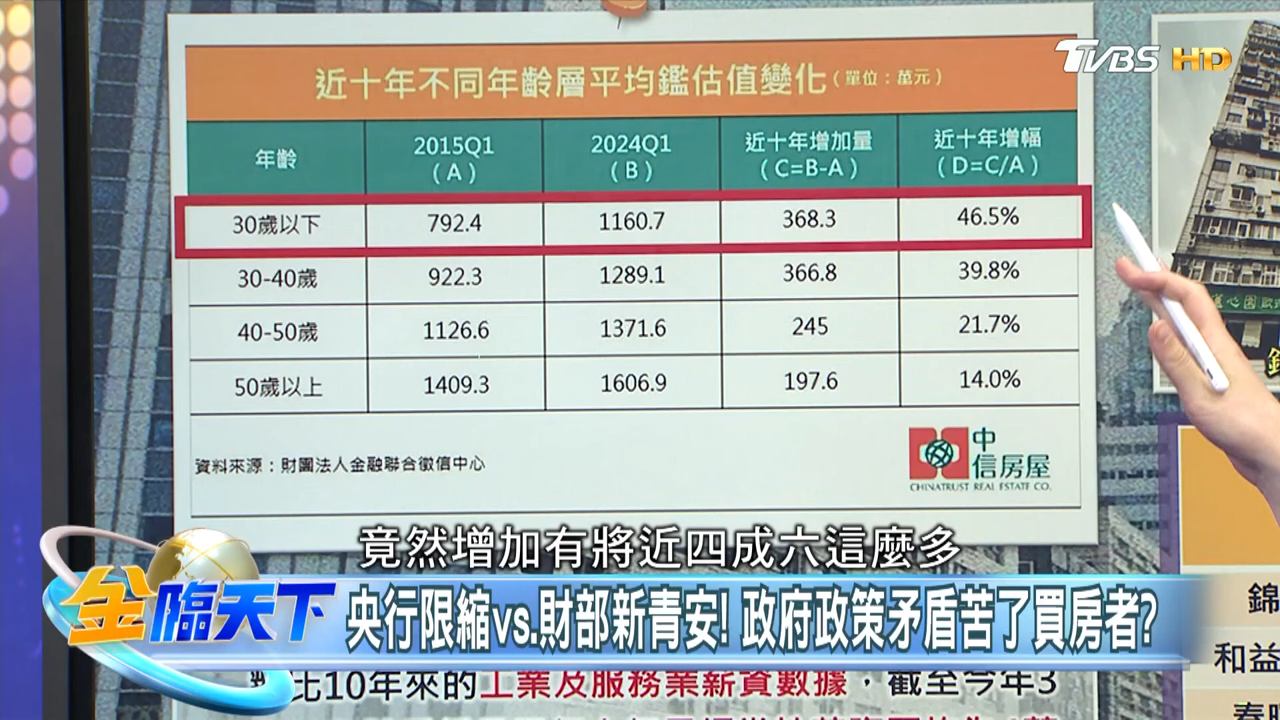 TVBS HD
近十年不同年齡層平均鑑估值變化（單位：萬元）
年齡 2015Q1（A） 2024Q1（B） 近十年增加量（C=B-A） 近十年增幅（D=C/A）
30歲以下 792.4 1160.7 368.3 46.5%
30-40歲 922.3 1289.1 366.8 39.8%
40-50歲 1126.6 1371.6 245 21.7%
50歲以上 1409.3 1606.9 197.6 14.0%
資料來源：財團法人金融聯合徵信中心
中信房屋
CHINATRUST REAL ESTATE CO.
竟然增加有將近四成六這麼多
金臨天下
央行限縮vs.財部新青安！政府政策矛盾苦了買房者？
比10年來的工業及服務業薪資數據，截至今年3
錦
和益